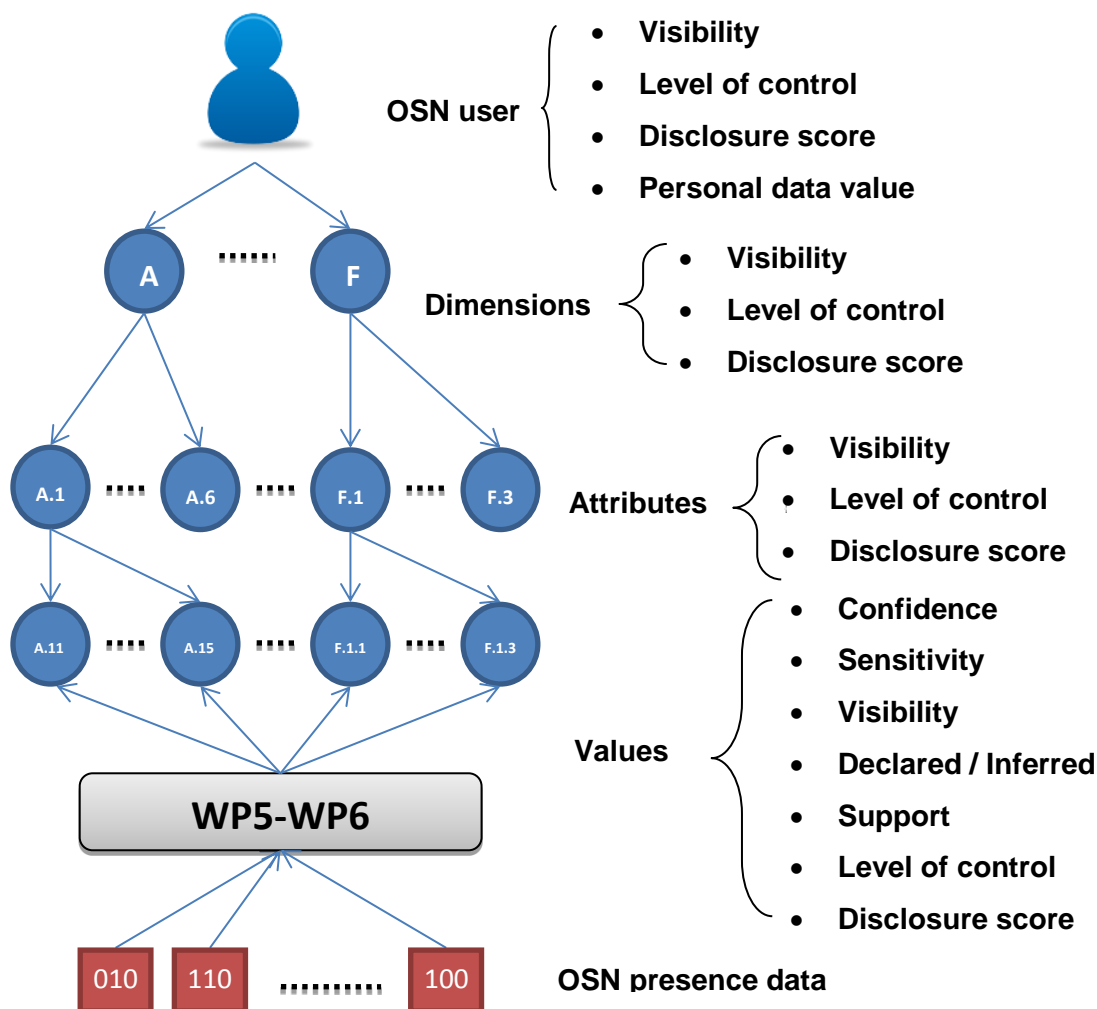 OSN user
• Visibility
• Level of control
• Disclosure score
• Personal data value
A
F
Dimensions
• Visibility
• Level of control
• Disclosure score
A.1
A.6
F.1
F.3
Attributes
• Visibility
• Level of control
• Disclosure score
A.11
A.15
F.1.1
F.1.3
Values
• Confidence
• Sensitivity
• Visibility
• Declared / Inferred
• Support
• Level of control
• Disclosure score
WP5-WP6
010
110
100
OSN presence data